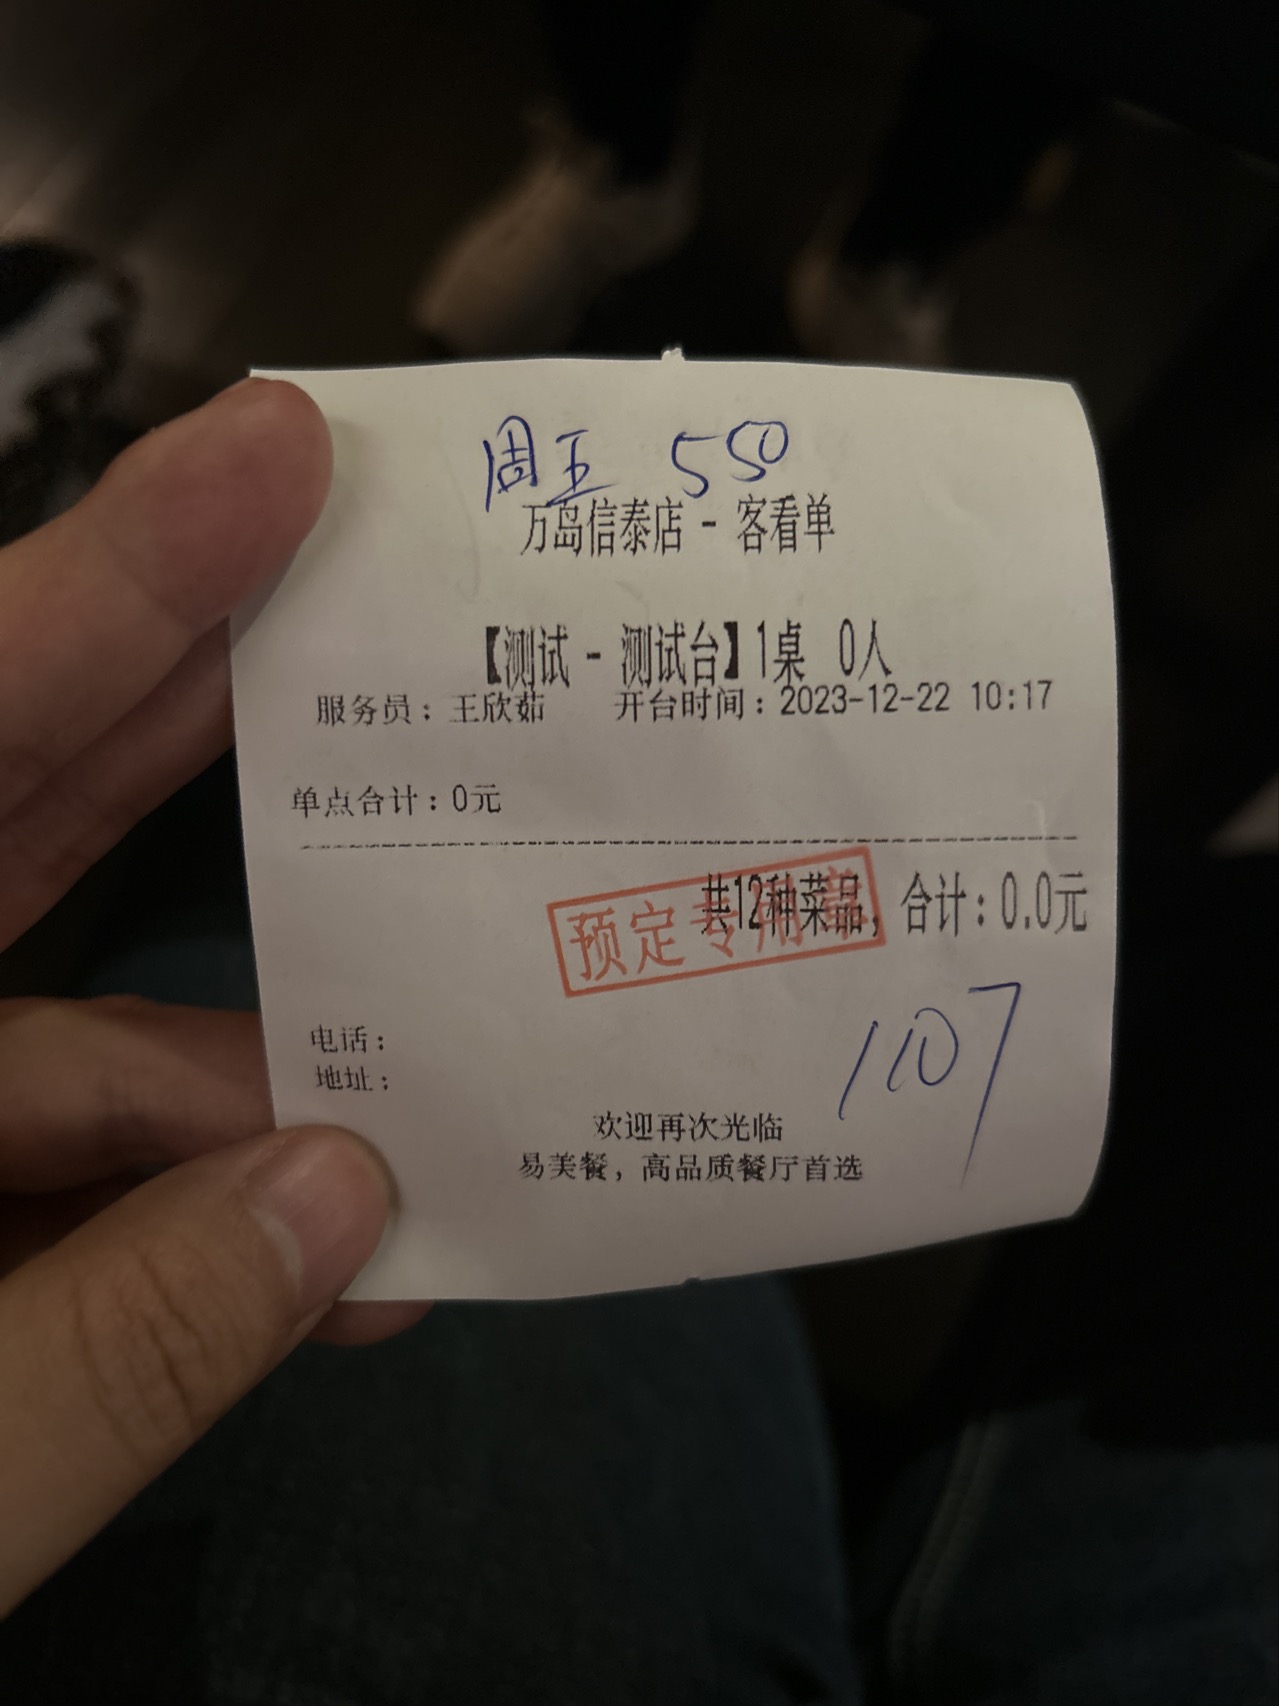 周五 550
万岛信泰店 - 客看单
【测试 - 测试台】1桌 0人
服务员：王欣茹 开台时间：2023-12-22 10:17
单点合计：0元
共12种菜品，合计：0.0元
预定专用章
107
电话：
地址：
欢迎再次光临
易美餐，高品质餐厅首选